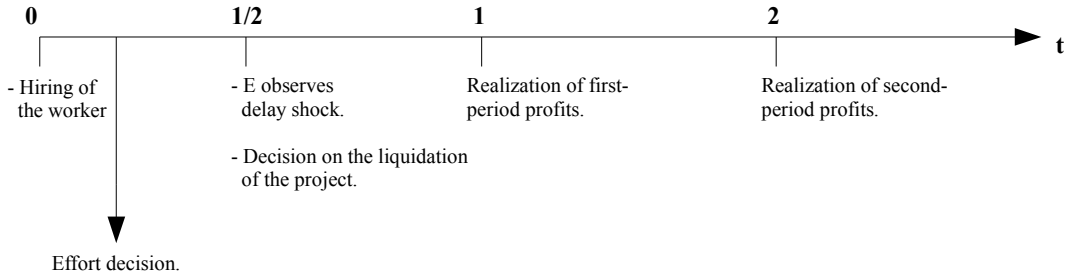 0
1/2
1
2
t
- Hiring of
the worker
- E observes
delay shock.
- Decision on the liquidation
of the project.
Realization of first-
period profits.
Realization of second-
period profits.
Effort decision.